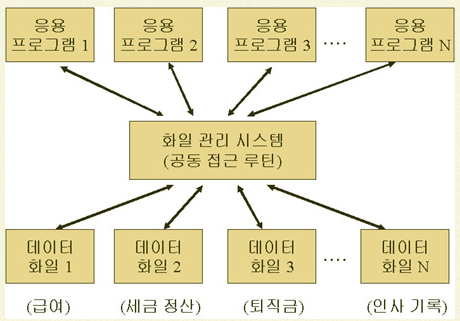 응용
프로그램 1
응용
프로그램 2
응용
프로그램 3
....
응용
프로그램 N
화일 관리 시스템
(공동 접근 루틴)
데이터
화일 1
데이터
화일 2
데이터
화일 3
....
데이터
화일 N
(급여)
(세금 정산)
(퇴직금)
(인사 기록)